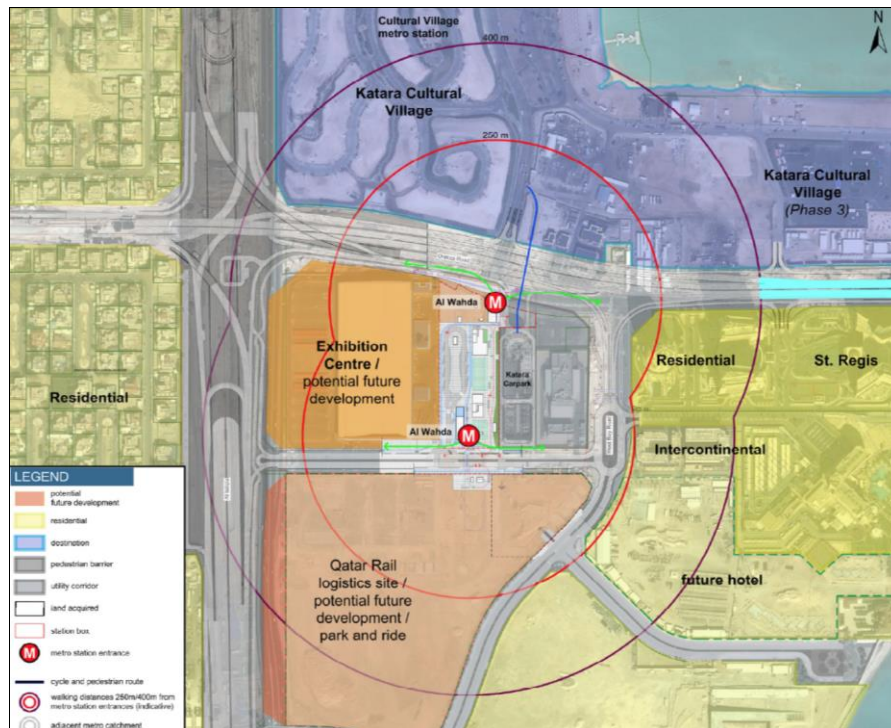 Cultural Village
metro station
N
400 m
Katara Cultural
Village
250 m
Katara Cultural
Village
(Phase 3)
M
Al Wahda
Exhibition
Centre /
potential future
development
Katara
Carpark
Residential
St. Regis
Residential
Al Wahda
M
Intercontinental
Qatar Rail
logistics site /
potential future
development /
park and ride
future hotel
LEGEND
potential
future development
residential
destination
pedestrian barrier
utility corridor
land acquired
station box
M
metro station entrance
cycle and pedestrian route
walking distances 250m/400m from
metro station entrances (indicative)
adjacent metro catchment